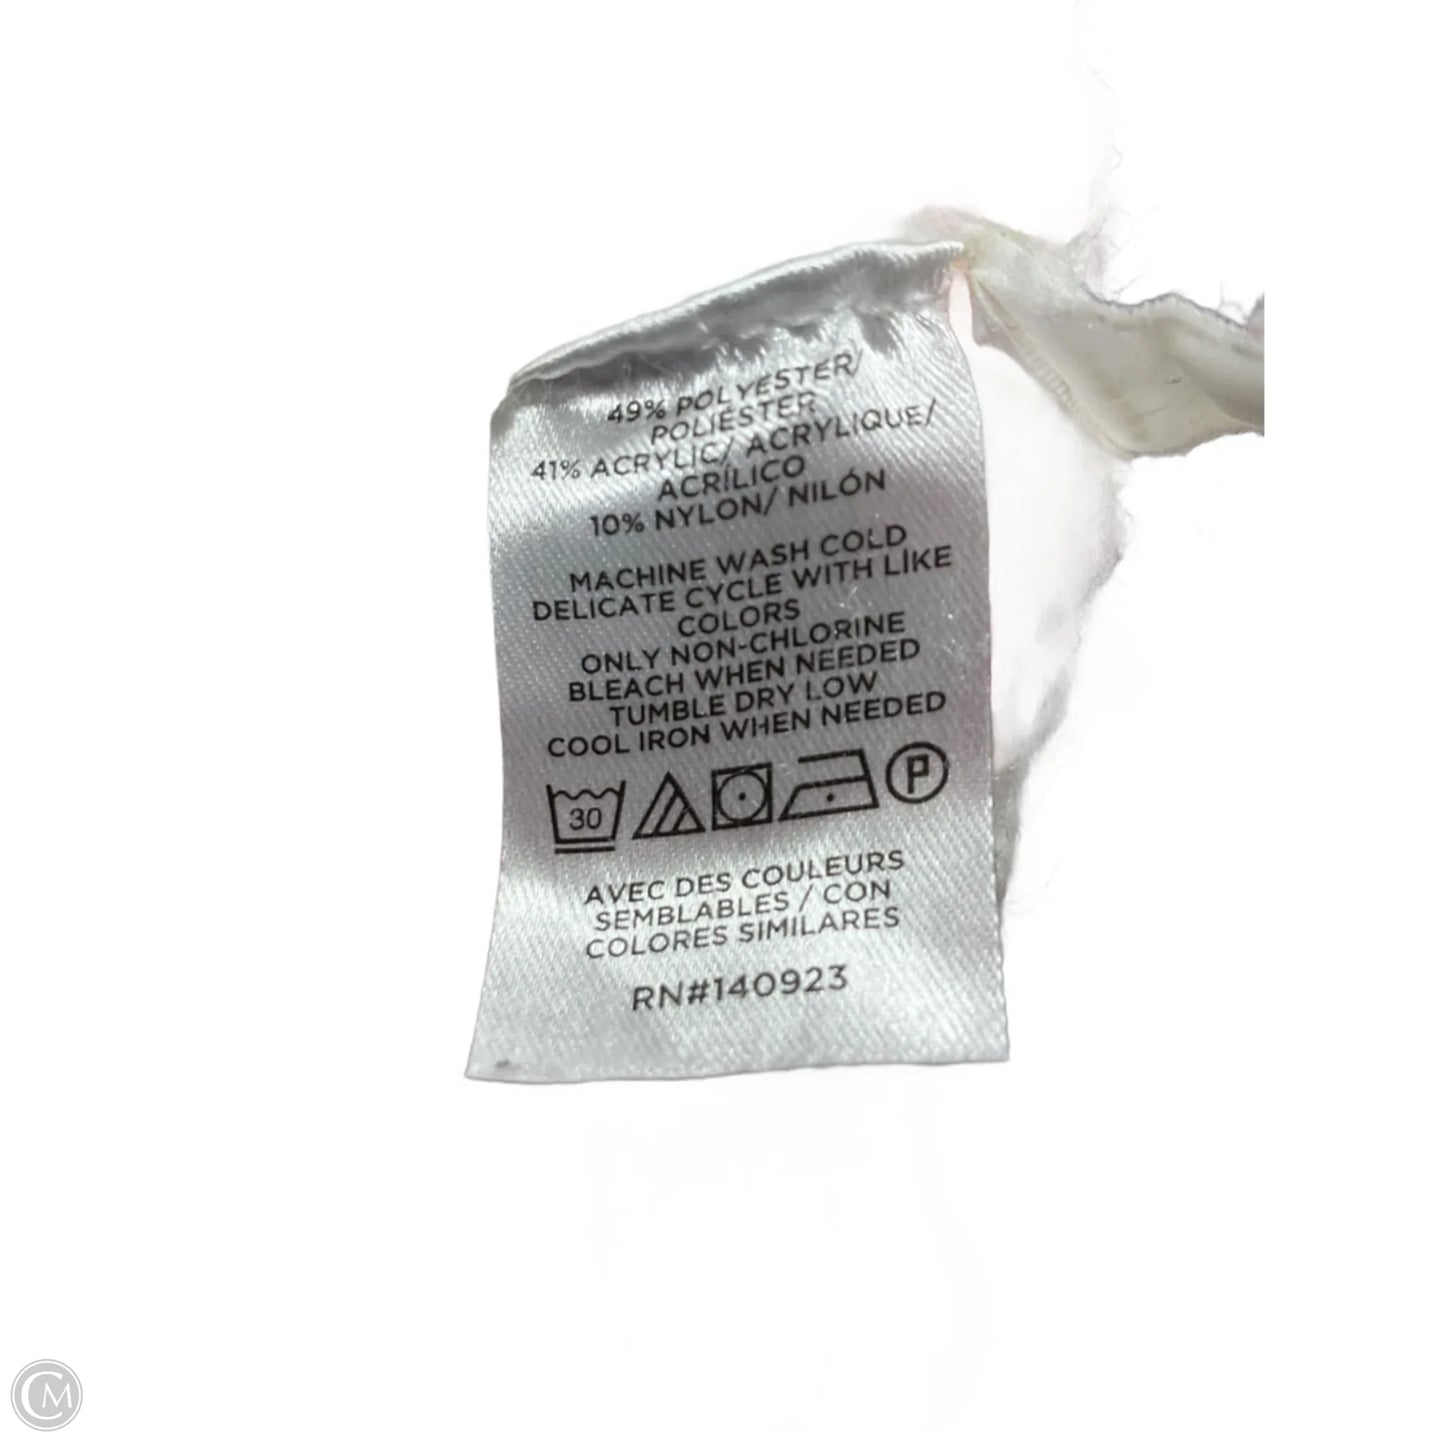 49% POLYESTER/
POLIÉSTER
41% ACRYLIC/ ACRYLIQUE/
ACRÍLICO
10% NYLON/ NILÓN
MACHINE WASH COLD
DELICATE CYCLE WITH LIKE
COLORS
ONLY NON-CHLORINE
BLEACH WHEN NEEDED
TUMBLE DRY LOW
COOL IRON WHEN NEEDED
30 P
AVEC DES COULEURS
SEMBLABLES / CON
COLORES SIMILARES
RN#140923
CM